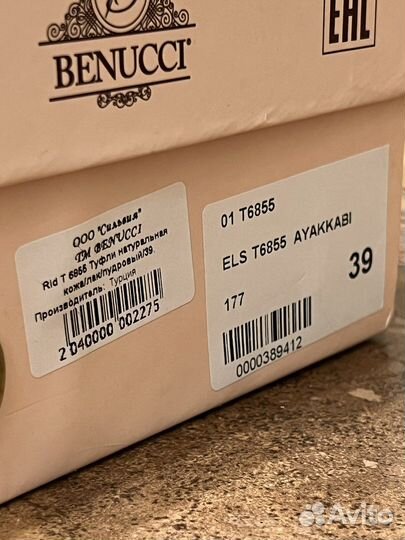 BENUCCI
EAC
ООО "Сильвия"
ТМ BENUCCI
Rid T 6855 Туфли натуральная
кожа/лак/пудровый/39.
Производитель: Турция
2 040000 002275
01 T6855
ELS T6855 AYAKKABI
39
177
0000389412
Avito